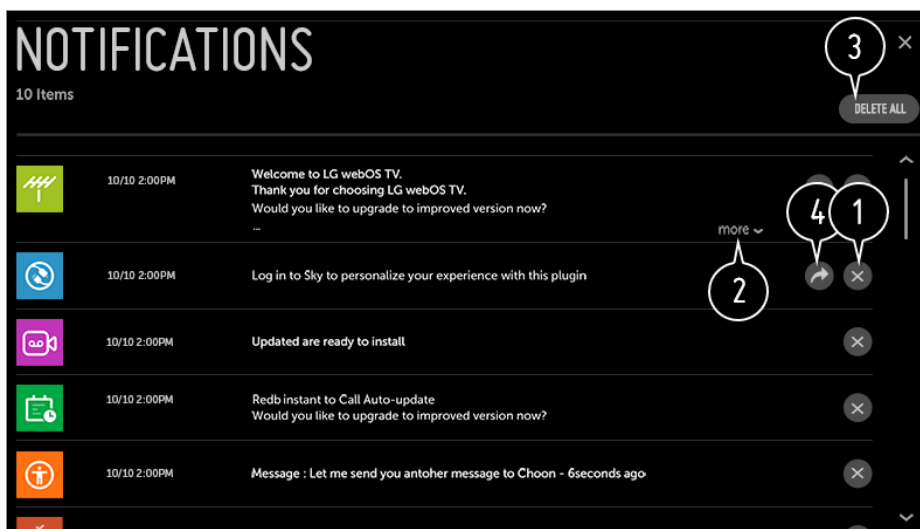 NOTIFICATIONS
10 Items
3
DELETE ALL
10/10 2:00PM
Welcome to LG webOS TV.
Thank you for choosing LG webOS TV.
Would you like to upgrade to improved version now?
...
more
4
1
2
10/10 2:00PM
Log in to Sky to personalize your experience with this plugin
10/10 2:00PM
Updated are ready to install
10/10 2:00PM
Redb instant to Call Auto-update
Would you like to upgrade to improved version now?
10/10 2:00PM
Message : Let me send you antoher message to Choon - 6seconds ago